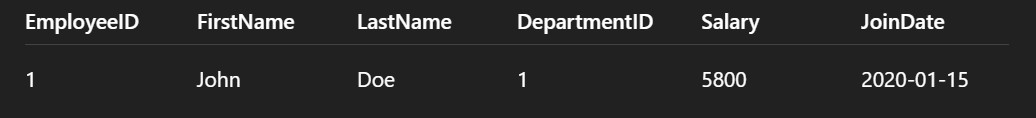 EmployeeID FirstName LastName DepartmentID Salary JoinDate
1 John Doe 1 5800 2020-01-15